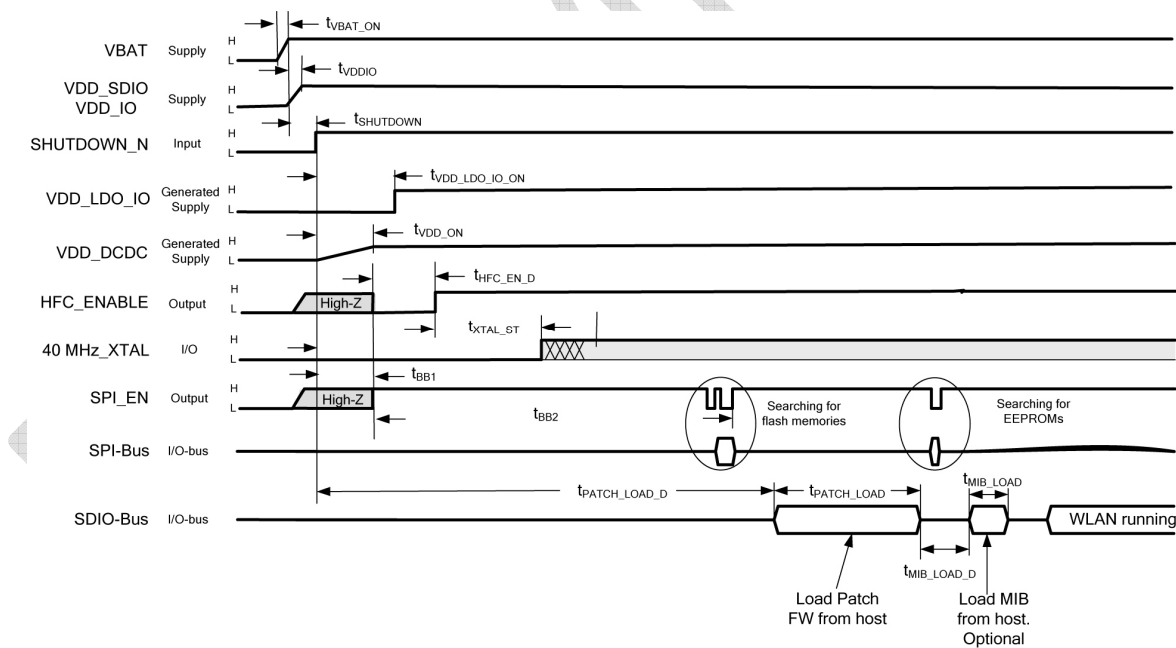 tVBAT_ON
VBAT Supply H L
tVDDIO
VDD_SDIO
VDD_IO Supply H L
tSHUTDOWN
SHUTDOWN_N Input H L
tVDD_LDO_IO_ON
VDD_LDO_IO Generated Supply H L
tVDD_ON
VDD_DCDC Generated Supply H L
tHFC_EN_D
HFC_ENABLE Output H L High-Z
tXTAL_ST
40 MHz_XTAL I/O H L
tBB1
SPI_EN Output H L High-Z
tBB2
Searching for
flash memories
Searching for
EEPROMs
SPI-Bus I/O-bus
tPATCH_LOAD_D
tPATCH_LOAD
tMIB_LOAD
SDIO-Bus I/O-bus
WLAN running
tMIB_LOAD_D
Load Patch
FW from host
Load MIB
from host.
Optional